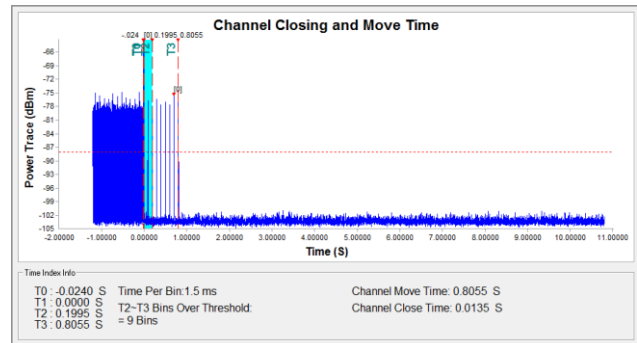 Channel Closing and Move Time
-.024 [0] 0.1995 0.8055
T0 T2 T3
[0]
Power Trace (dBm)
-66
-69
-72
-75
-78
-81
-84
-87
-90
-93
-96
-99
-102
-105
-2.00000 -1.00000 0.00000 1.00000 2.00000 3.00000 4.00000 5.00000 6.00000 7.00000 8.00000 9.00000 10.00000 11.00000
Time (S)
Time Index Info
T0 : -0.0240 S Time Per Bin:1.5 ms Channel Move Time: 0.8055 S
T1 : 0.0000 S T2~T3 Bins Over Threshold: Channel Close Time: 0.0135 S
T2 : 0.1995 S = 9 Bins
T3 : 0.8055 S